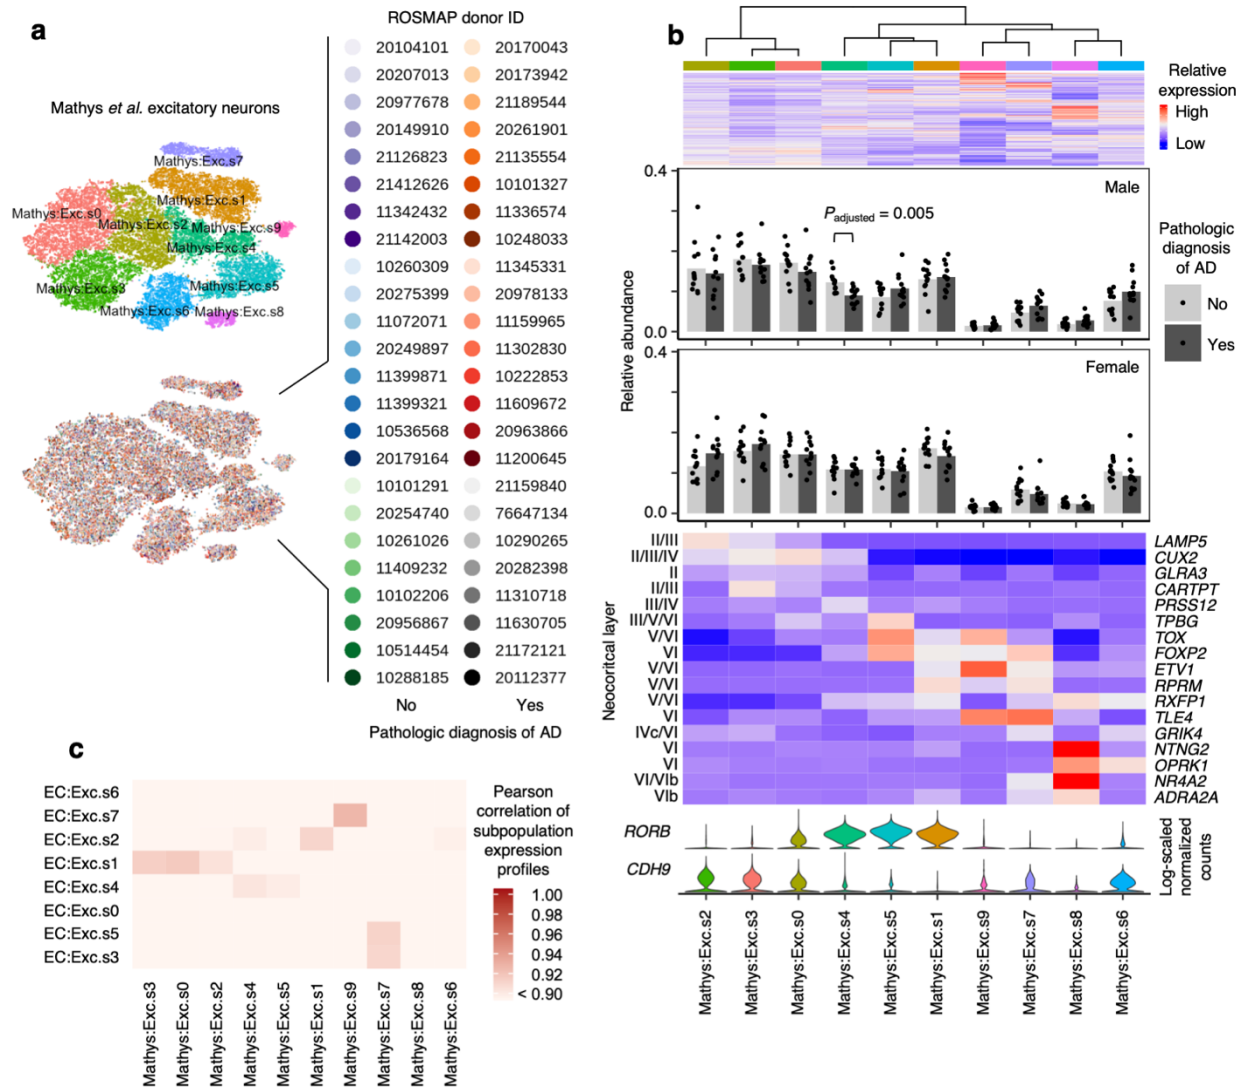 a
Mathys et al. excitatory neurons
Mathys:Exc.s7
Mathys:Exc.s1
Mathys:Exc.s0
Mathys:Exc.s2
Mathys:Exc.s9
Mathys:Exc.s4
Mathys:Exc.s3
Mathys:Exc.s5
Mathys:Exc.s6
Mathys:Exc.s8
ROSMAP donor ID
20104101 20170043
20207013 20173942
20977678 21189544
20149910 20261901
21126823 21135554
21412626 10101327
11342432 11336574
21142003 10248033
10260309 11345331
20275399 20978133
11072071 11159965
20249897 11302830
11399871 10222853
11399321 11609672
10536568 20963866
20179164 11200645
10101291 21159840
20254740 76647134
10261026 10290265
11409232 20282398
10102206 11310718
20956867 11630705
10514454 21172121
10288185 20112377
No Yes
Pathologic diagnosis of AD
b
Relative
expression
High
Low
0.4
Male
Padjusted = 0.005
0.0
0.4
Female
0.0
Relative abundance
Pathologic
diagnosis
of AD
No
Yes
Neocoritcal layer
II/III LAMP5
II/III/IV CUX2
II GLRA3
II/III CARTPT
III/IV PRSS12
III/V/VI TPBG
V/VI TOX
VI FOXP2
V/VI ETV1
V/VI RPRM
V/VI RXFP1
VI TLE4
IVc/VI GRIK4
VI NTNG2
VI OPRK1
VI/VIb NR4A2
VIb ADRA2A
RORB
CDH9
Log-scaled
normalized
counts
Mathys:Exc.s2
Mathys:Exc.s3
Mathys:Exc.s0
Mathys:Exc.s4
Mathys:Exc.s5
Mathys:Exc.s1
Mathys:Exc.s9
Mathys:Exc.s7
Mathys:Exc.s8
Mathys:Exc.s6
c
EC:Exc.s6
EC:Exc.s7
EC:Exc.s2
EC:Exc.s1
EC:Exc.s4
EC:Exc.s0
EC:Exc.s5
EC:Exc.s3
Mathys:Exc.s3
Mathys:Exc.s0
Mathys:Exc.s2
Mathys:Exc.s4
Mathys:Exc.s5
Mathys:Exc.s1
Mathys:Exc.s9
Mathys:Exc.s7
Mathys:Exc.s8
Mathys:Exc.s6
Pearson
correlation of
subpopulation
expression
profiles
1.00
0.98
0.96
0.94
0.92
< 0.90